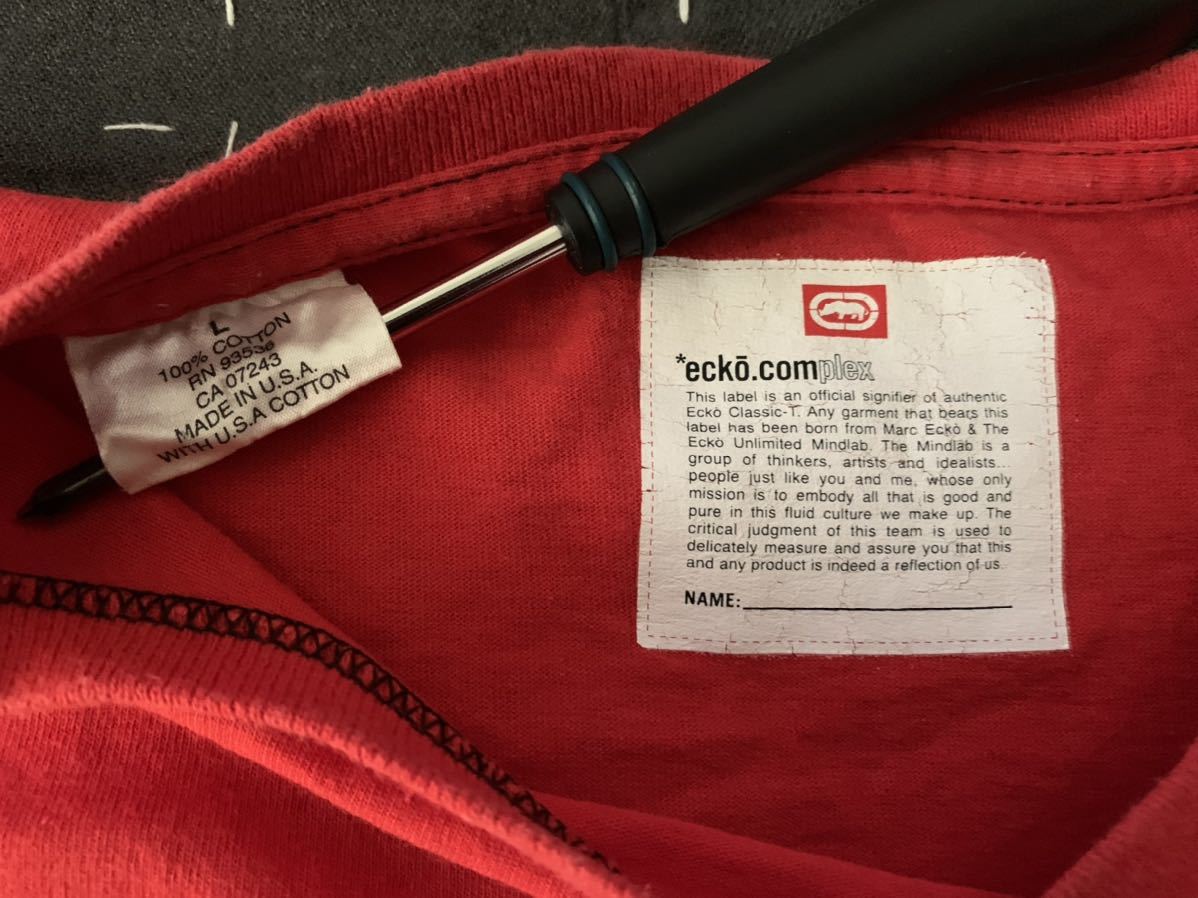 L
100% COTTON
RN 93536
CA 07243
MADE IN U.S.A.
WITH U.S.A COTTON
*eckō.complex
This label is an official signifier of authentic
Eckō Classic-T. Any garment that bears this
label has been born from Marc Eckō & The
Eckō Unlimited Mindlab. The Mindlab is a
group of thinkers, artists and idealists...
people just like you and me, whose only
mission is to embody all that is good and
pure in this fluid culture we make up. The
critical judgment of this team is used to
delicately measure and assure you that this
and any product is indeed a reflection of us.
NAME: